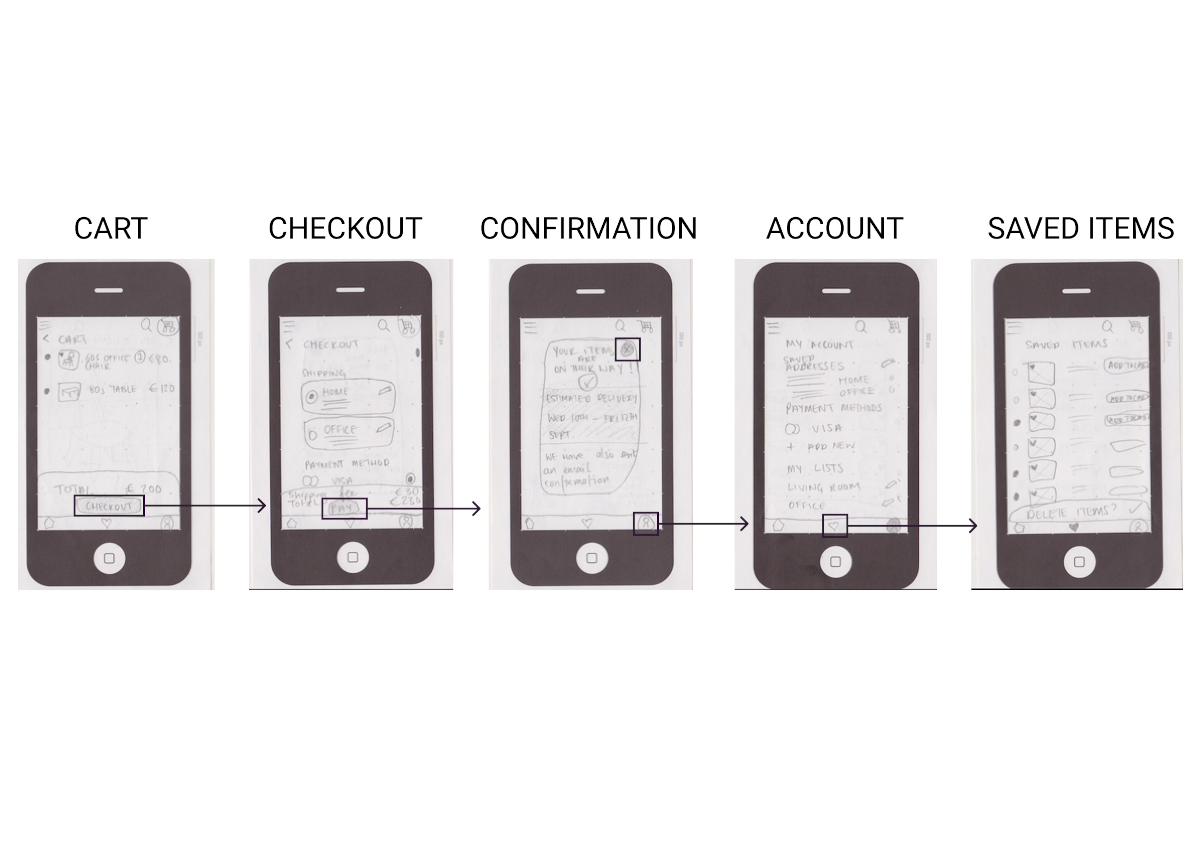 CART
CHECKOUT
CONFIRMATION
ACCOUNT
SAVED ITEMS
< CART
60S OFFICE CHAIR 1 €80.
80s TABLE €120
TOTAL € 200
CHECKOUT
< CHECKOUT
SHIPPING
HOME
OFFICE
PAYMENT METHOD
VISA
Shipping fee € 30
Total € 230
PAY
YOUR ITEMS
ARE
ON THEIR WAY!
ESTIMATED DELIVERY
WED 10TH – FRI 12TH
SEPT.
WE HAVE also sent
an email
confirmation
MY ACCOUNT
SAVED
ADDRESSES
HOME
OFFICE
PAYMENT METHODS
VISA
+ ADD NEW
MY LISTS
LIVING ROOM
OFFICE
SAVED ITEMS
ADD TO CART
ADD TO CART
ADD TO CART
DELETE ITEMS?